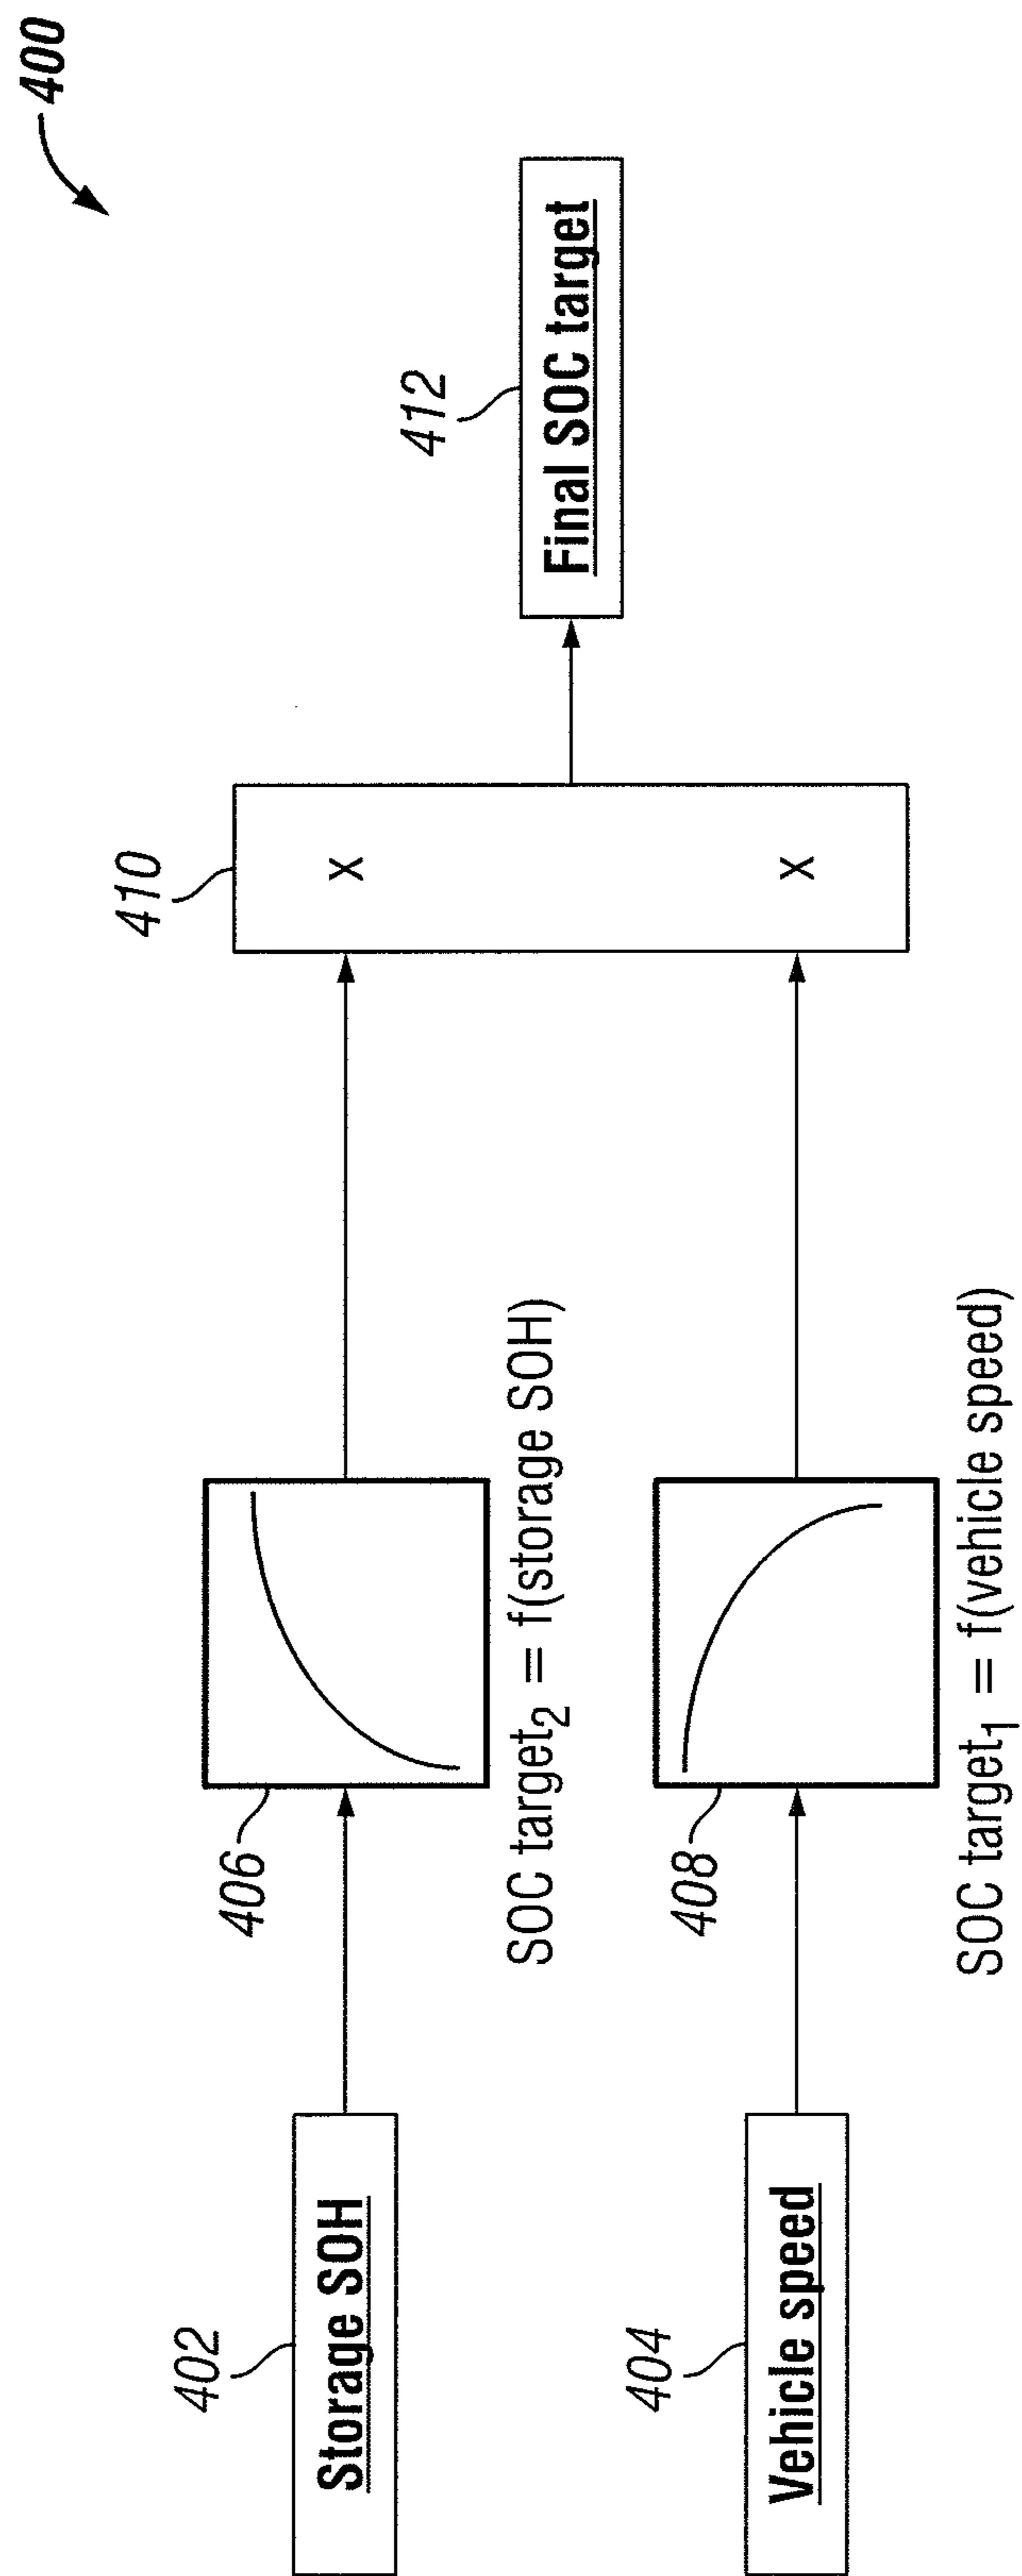 400
402
Storage SOH
406
SOC target₂ = f(storage SOH)
410
X
X
412
Final SOC target
404
Vehicle speed
408
SOC target₁ = f(vehicle speed)